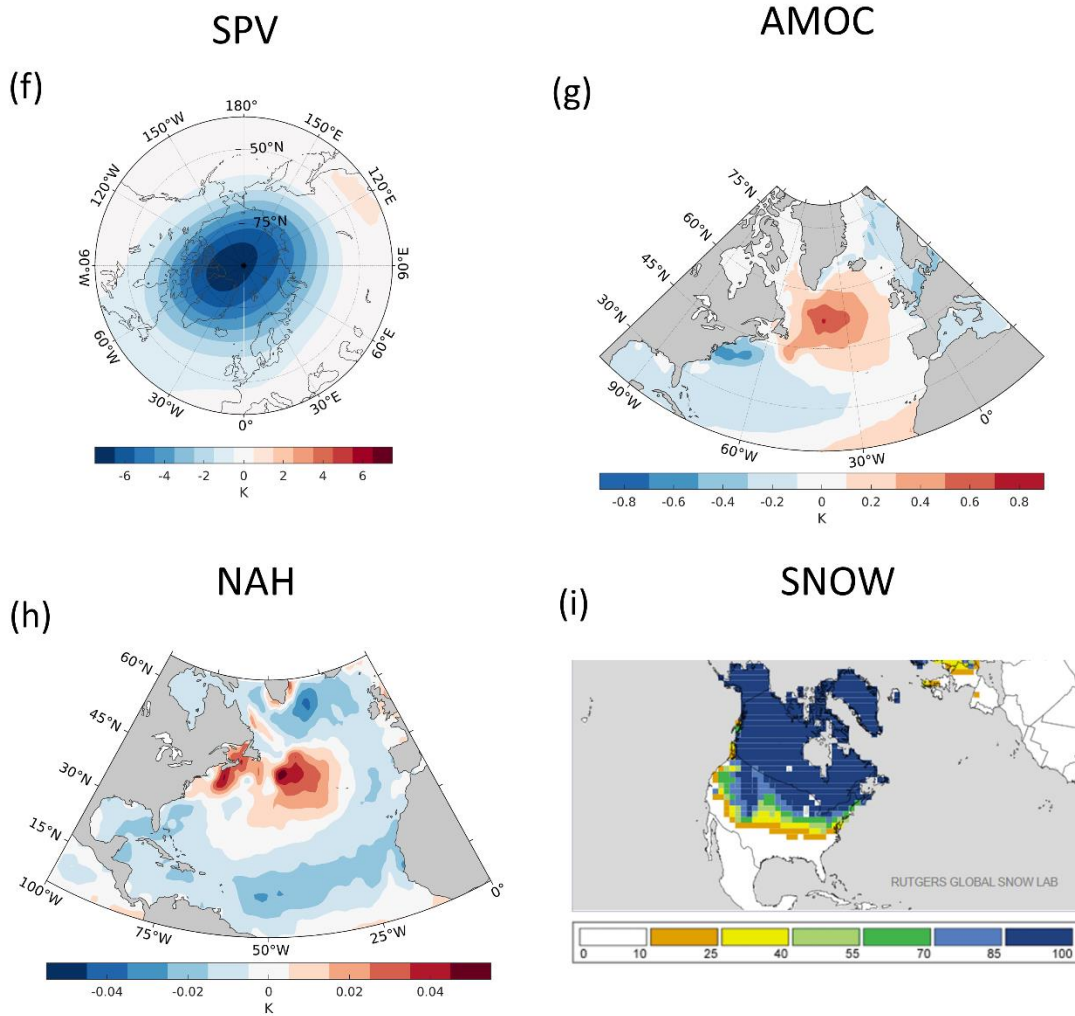 SPV
AMOC
(f)
(g)
180°
150°W
150°E
50°N
120°W
120°E
75°N
90°W
90°E
60°W
60°E
30°W
30°E
0°
-6 -4 -2 0 2 4 6
K
75°N
60°N
45°N
30°N
90°W
60°W
30°W
0°
-0.8 -0.6 -0.4 -0.2 0 0.2 0.4 0.6 0.8
K
NAH
SNOW
(h)
(i)
60°N
45°N
30°N
15°N
100°W
75°W
50°W
25°W
0°
-0.04 -0.02 0 0.02 0.04
K
RUTGERS GLOBAL SNOW LAB
0 10 25 40 55 70 85 100